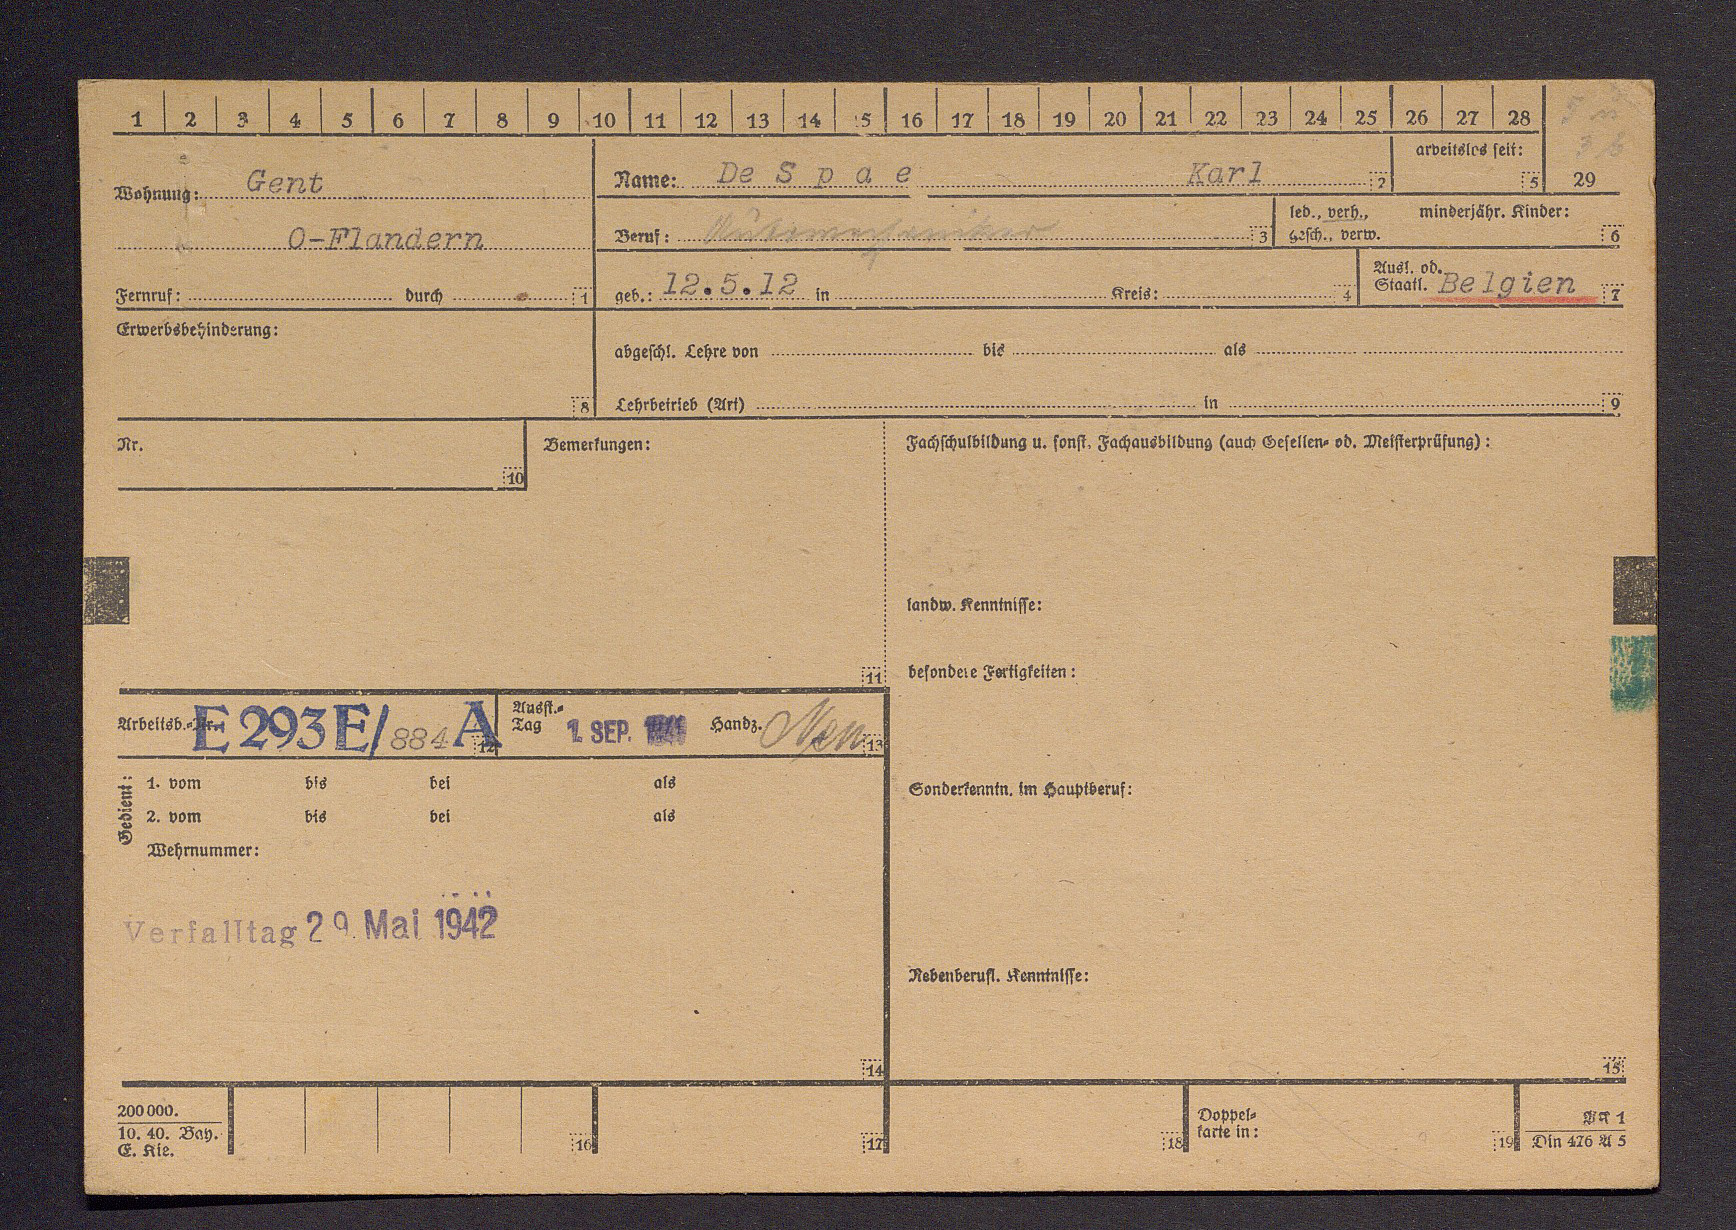 1 2 3 4 5 6 7 8 9 10 11 12 13 14 15 16 17 18 19 20 21 22 23 24 25 26 27 28
29
Wohnung: Gent
O-Flandern
Fernruf: durch 1
Name: De S p a e Karl 2
arbeitslos seit: 5
Beruf: Automechaniker 3
led., verh., minderjähr. Kinder:
gesch., verw. 6
geb.: 12.5.12 in Kreis: 4
Ausl. od.
Staatl. Belgien 7
Erwerbsbehinderung:
8
abgeschl. Lehre von bis als
Lehrbetrieb (Art) in 9
Nr.
10
Bemerkungen:
11
Fachschulbildung u. sonst. Fachausbildung (auch Gesellen- od. Meisterprüfung):
landw. Kenntnisse:
besondere Fertigkeiten:
Sonderkenntn. im Hauptberuf:
Nebenberufl. Kenntnisse:
15
Arbeitsb.-Nr. E 293 E/884 A 12
Ausst.-
Tag 1. SEP. 1941 Handz. 13
Gedient:
1. vom bis bei als
2. vom bis bei als
Wehrnummer:
Verfalltag 29. Mai 1942
14
200 000.
10. 40. Bay.
E. Kie.
16
17
18
Doppel-
karte in:
19
BA 1
Din 476 A 5